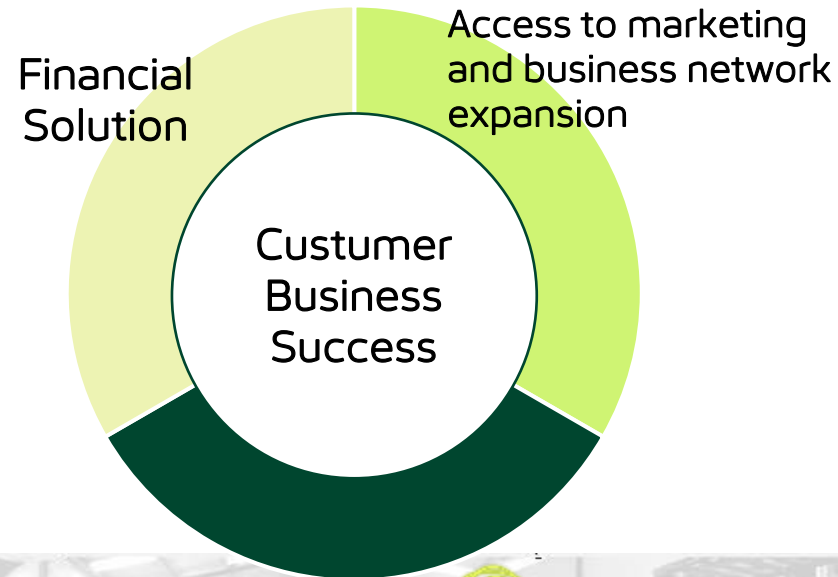 Financial
Solution
Access to marketing
and business network
expansion
Custumer
Business
Success